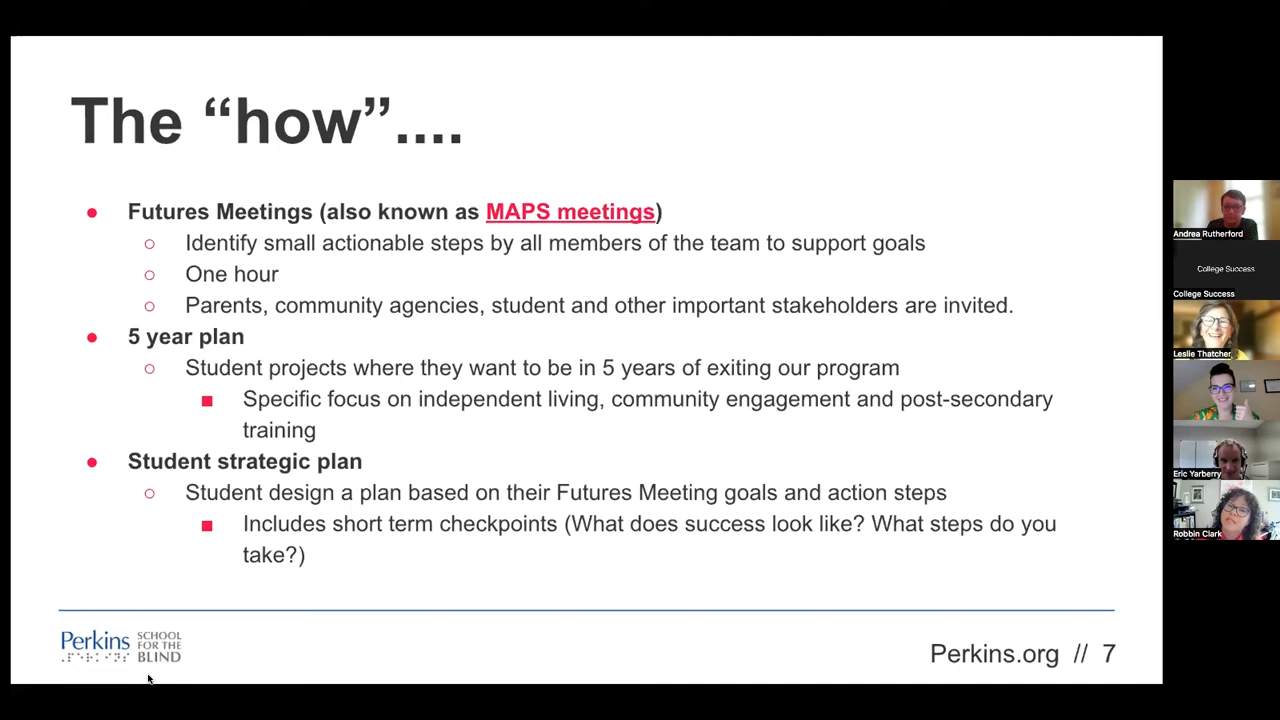 The “how”....
● Futures Meetings (also known as MAPS meetings)
○ Identify small actionable steps by all members of the team to support goals
○ One hour
○ Parents, community agencies, student and other important stakeholders are invited.
● 5 year plan
○ Student projects where they want to be in 5 years of exiting our program
■ Specific focus on independent living, community engagement and post-secondary
training
● Student strategic plan
○ Student design a plan based on their Futures Meeting goals and action steps
■ Includes short term checkpoints (What does success look like? What steps do you
take?)
Perkins SCHOOL
FOR THE
BLIND
Perkins.org // 7
Andrea Rutherford
College Success
College Success
Leslie Thatcher
Eric Yarberry
Robbin Clark